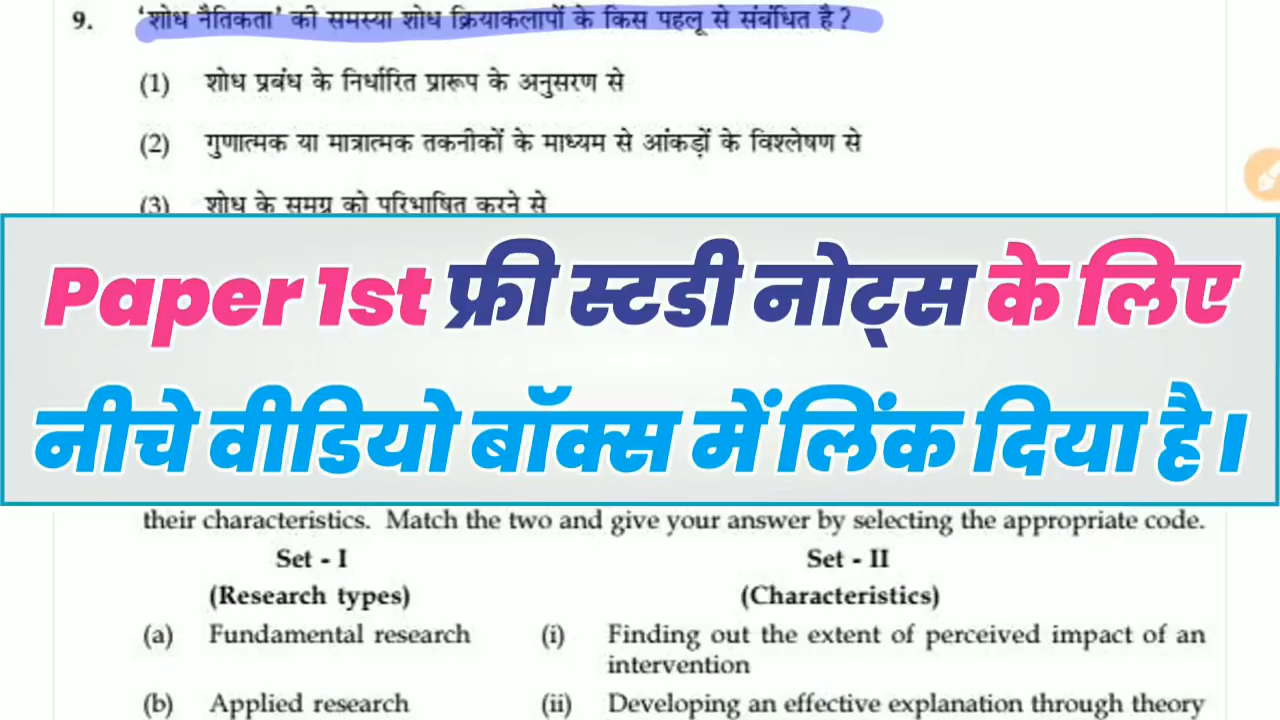 9. 'शोध नैतिकता' की समस्या शोध क्रियाकलापों के किस पहलू से संबंधित है ?
(1) शोध प्रबंध के निर्धारित प्रारूप के अनुसरण से
(2) गुणात्मक या मात्रात्मक तकनीकों के माध्यम से आंकड़ों के विश्लेषण से
(3) शोध के समग्र को परिभाषित करने से
Paper 1st फ्री स्टडी नोट्स के लिए
नीचे वीडियो बॉक्स में लिंक दिया है।
their characteristics. Match the two and give your answer by selecting the appropriate code.
Set - I Set - II
(Research types) (Characteristics)
(a) Fundamental research (i) Finding out the extent of perceived impact of an
intervention
(b) Applied research (ii) Developing an effective explanation through theory